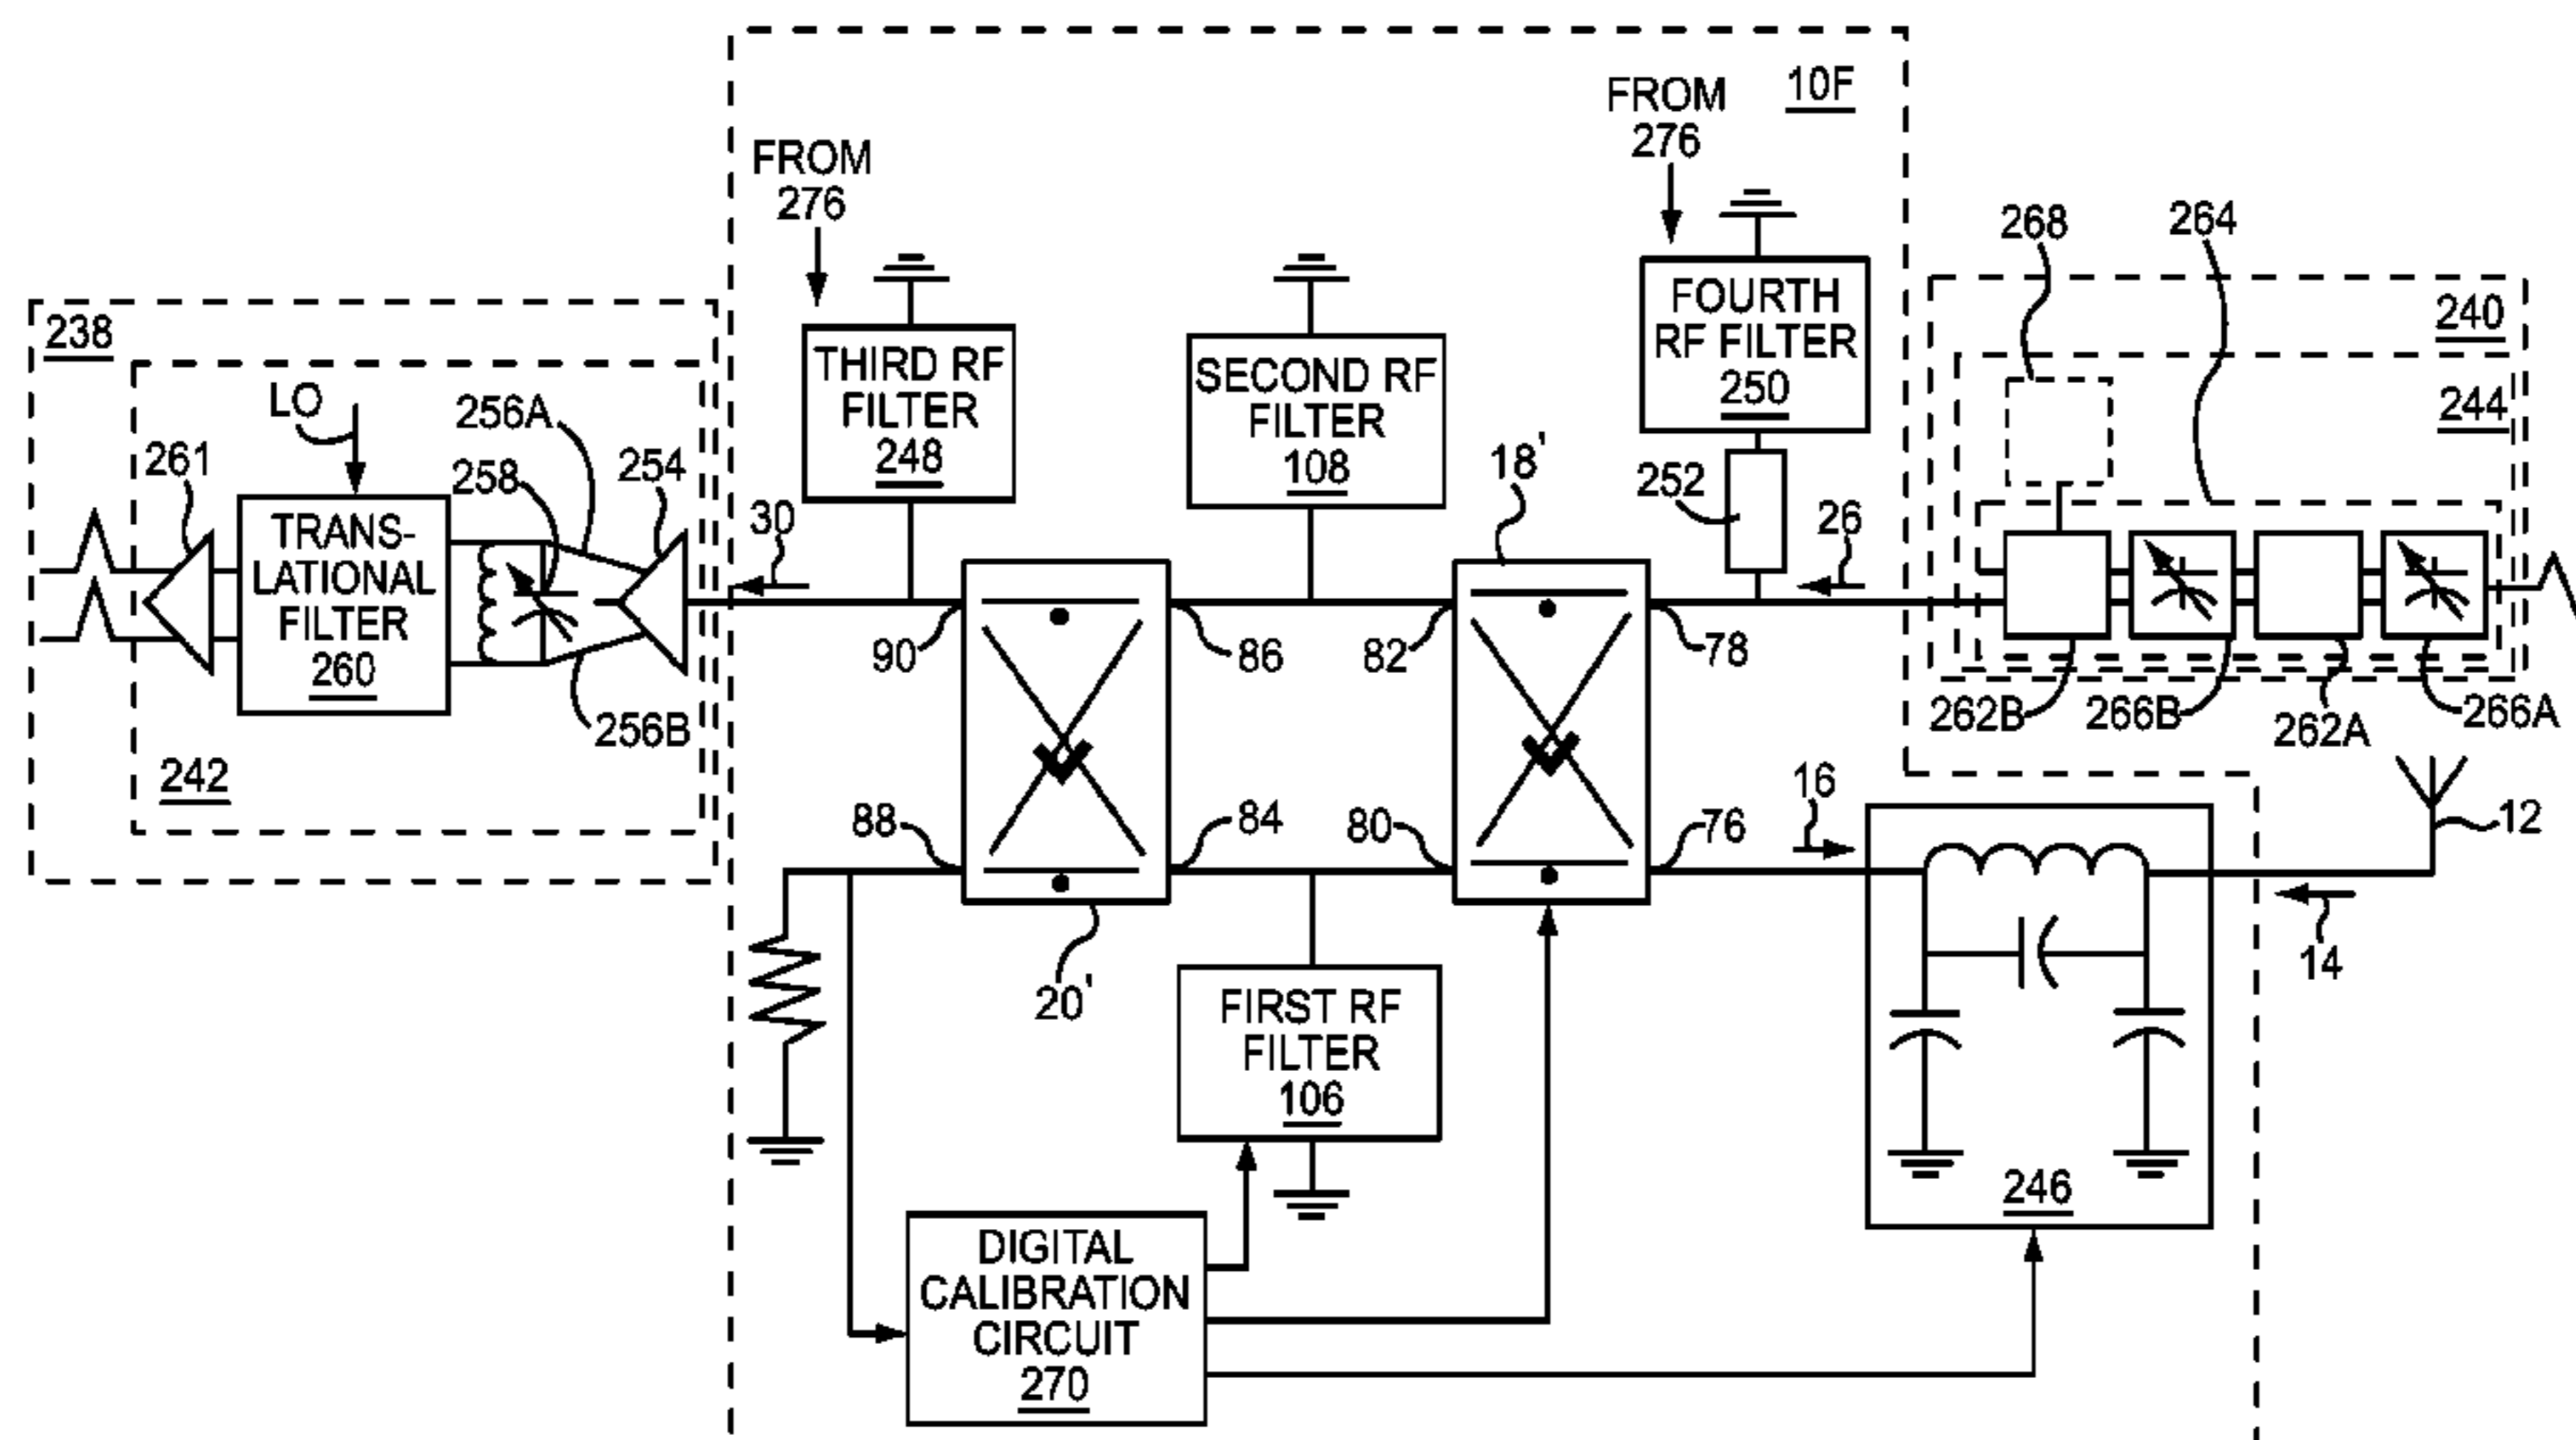 10F
FROM
276
FROM
276
268
264
238
THIRD RF
FILTER
248
SECOND RF
FILTER
108
FOURTH
RF FILTER
250
240
244
LO
256A
261
258
254
30
18'
252
26
TRANS-
LATIONAL
FILTER
260
90
86
82
78
262B
266B
262A
266A
256B
242
88
84
80
76
16
12
14
20'
FIRST RF
FILTER
106
246
DIGITAL
CALIBRATION
CIRCUIT
270